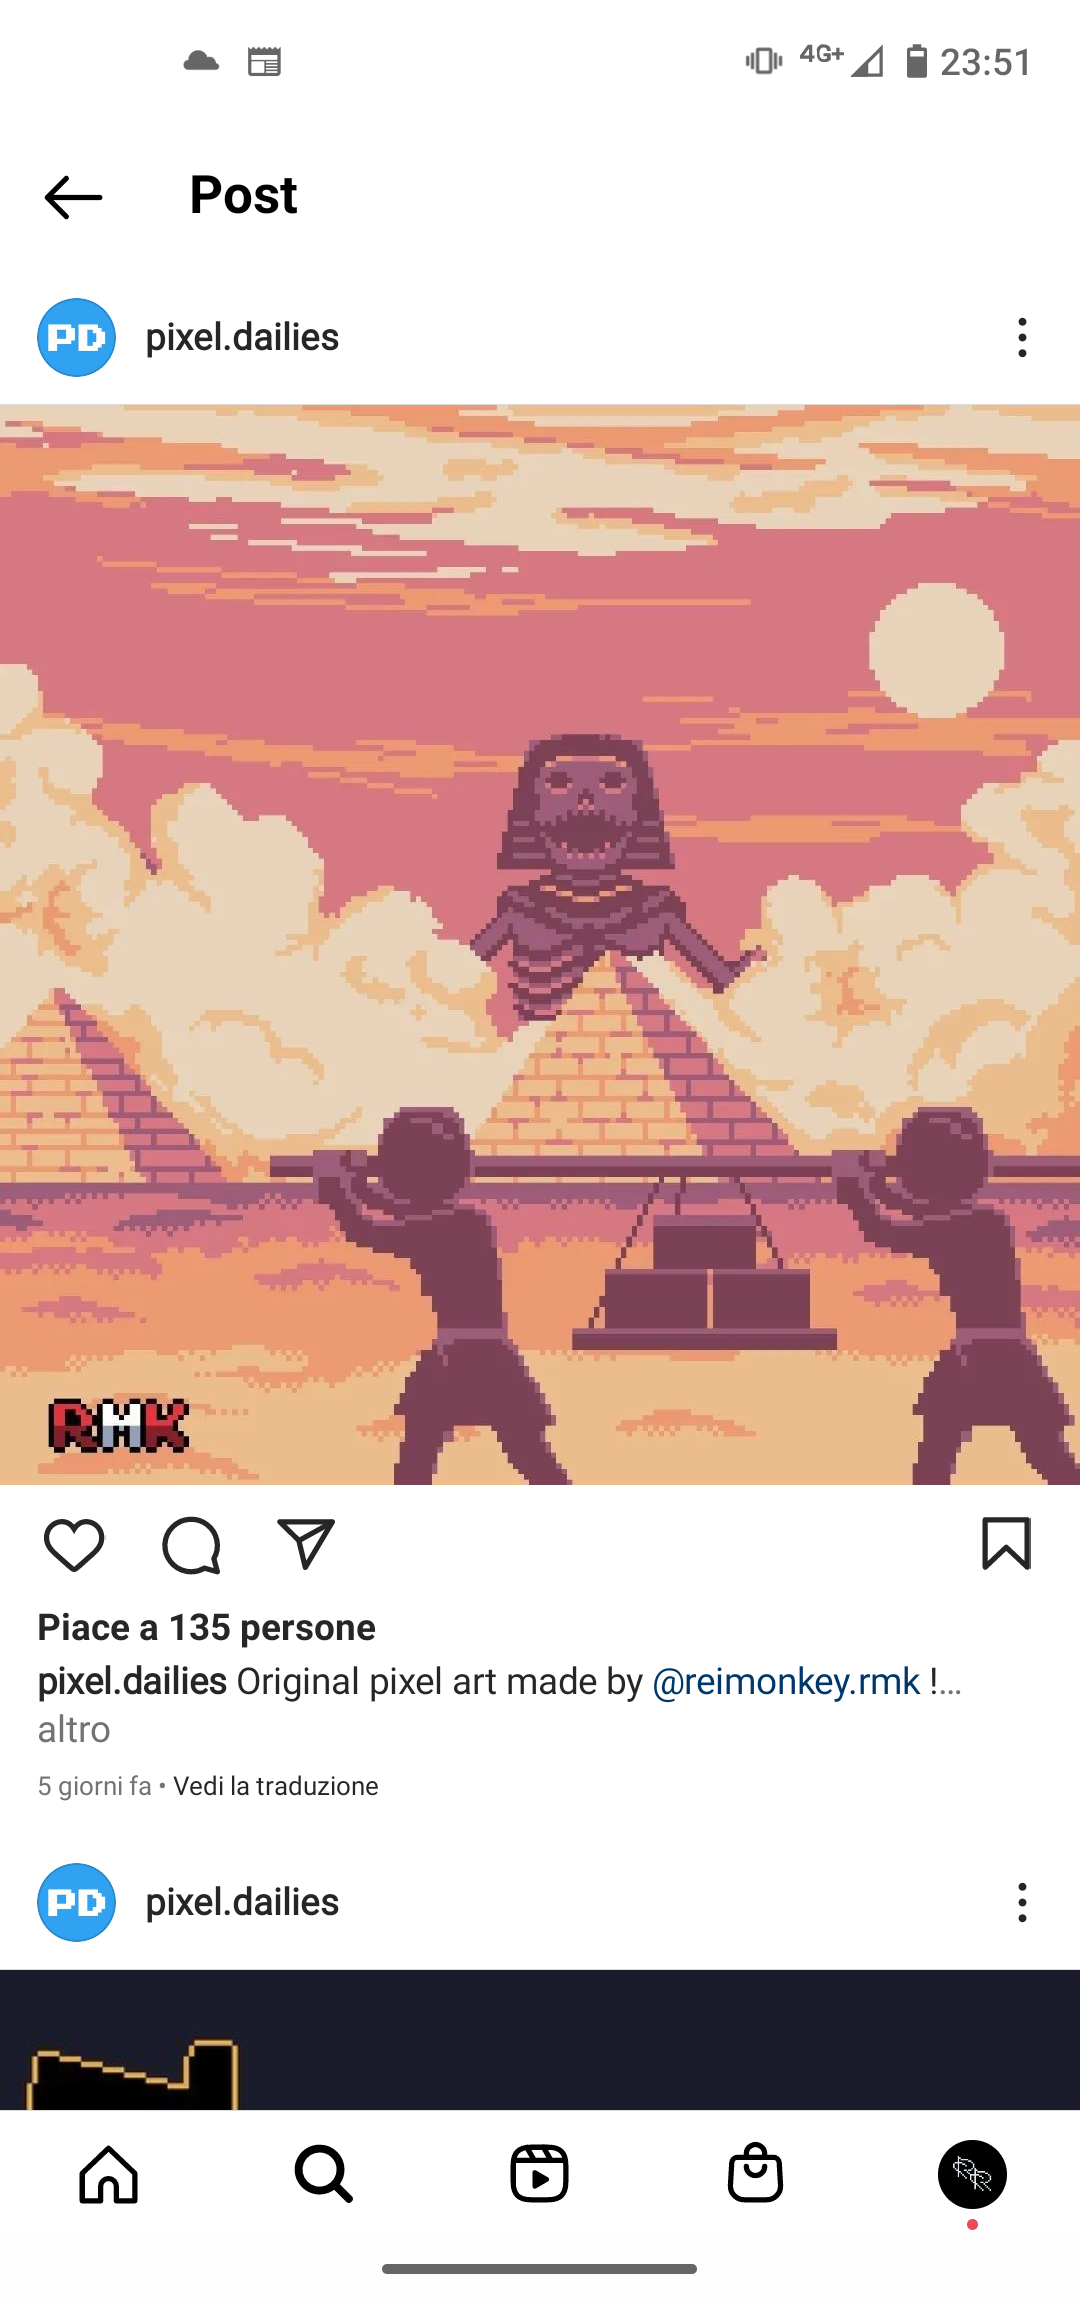 4G+ 23:51
Post
PD pixel.dailies
RMK
Piace a 135 persone
pixel.dailies Original pixel art made by @reimonkey.rmk !...
altro
5 giorni fa • Vedi la traduzione
PD pixel.dailies